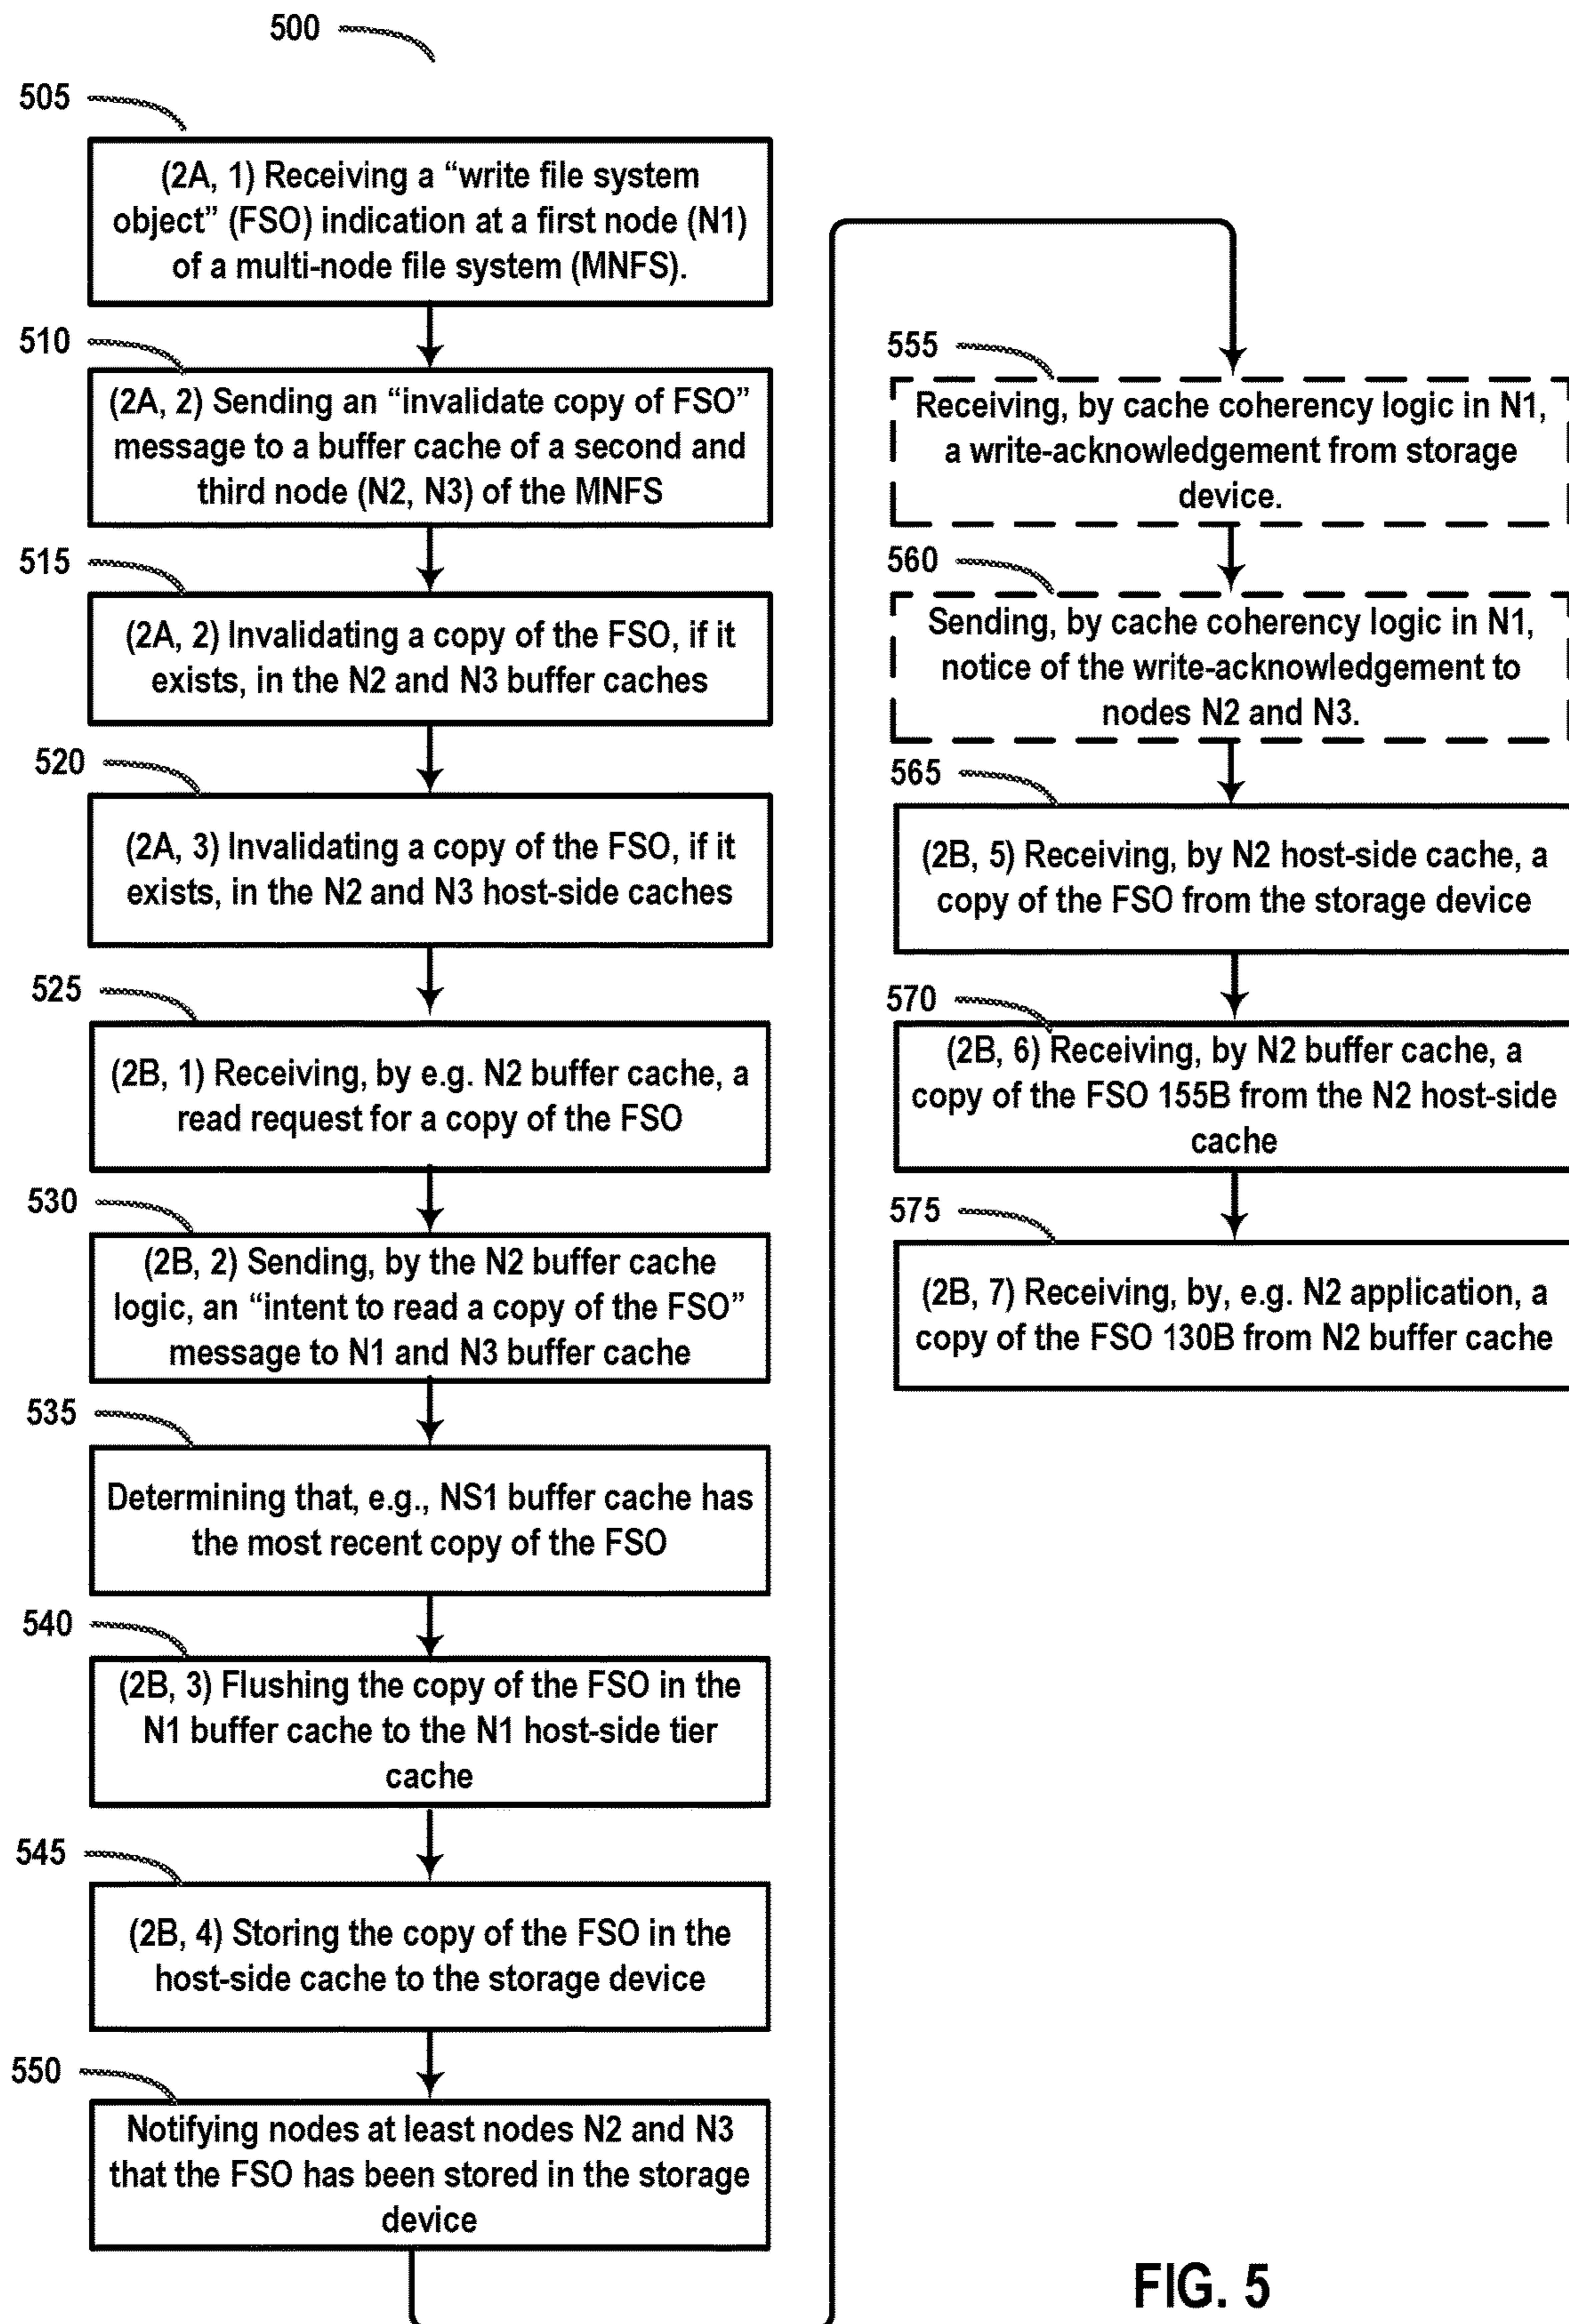 500
505
(2A, 1) Receiving a “write file system
object” (FSO) indication at a first node (N1)
of a multi-node file system (MNFS).
510
(2A, 2) Sending an “invalidate copy of FSO”
message to a buffer cache of a second and
third node (N2, N3) of the MNFS
515
(2A, 2) Invalidating a copy of the FSO, if it
exists, in the N2 and N3 buffer caches
520
(2A, 3) Invalidating a copy of the FSO, if it
exists, in the N2 and N3 host-side caches
525
(2B, 1) Receiving, by e.g. N2 buffer cache, a
read request for a copy of the FSO
530
(2B, 2) Sending, by the N2 buffer cache
logic, an “intent to read a copy of the FSO”
message to N1 and N3 buffer cache
535
Determining that, e.g., NS1 buffer cache has
the most recent copy of the FSO
540
(2B, 3) Flushing the copy of the FSO in the
N1 buffer cache to the N1 host-side tier
cache
545
(2B, 4) Storing the copy of the FSO in the
host-side cache to the storage device
550
Notifying nodes at least nodes N2 and N3
that the FSO has been stored in the storage
device
555
Receiving, by cache coherency logic in N1,
a write-acknowledgement from storage
device.
560
Sending, by cache coherency logic in N1,
notice of the write-acknowledgement to
nodes N2 and N3.
565
(2B, 5) Receiving, by N2 host-side cache, a
copy of the FSO from the storage device
570
(2B, 6) Receiving, by N2 buffer cache, a
copy of the FSO 155B from the N2 host-side
cache
575
(2B, 7) Receiving, by, e.g. N2 application, a
copy of the FSO 130B from N2 buffer cache
FIG. 5